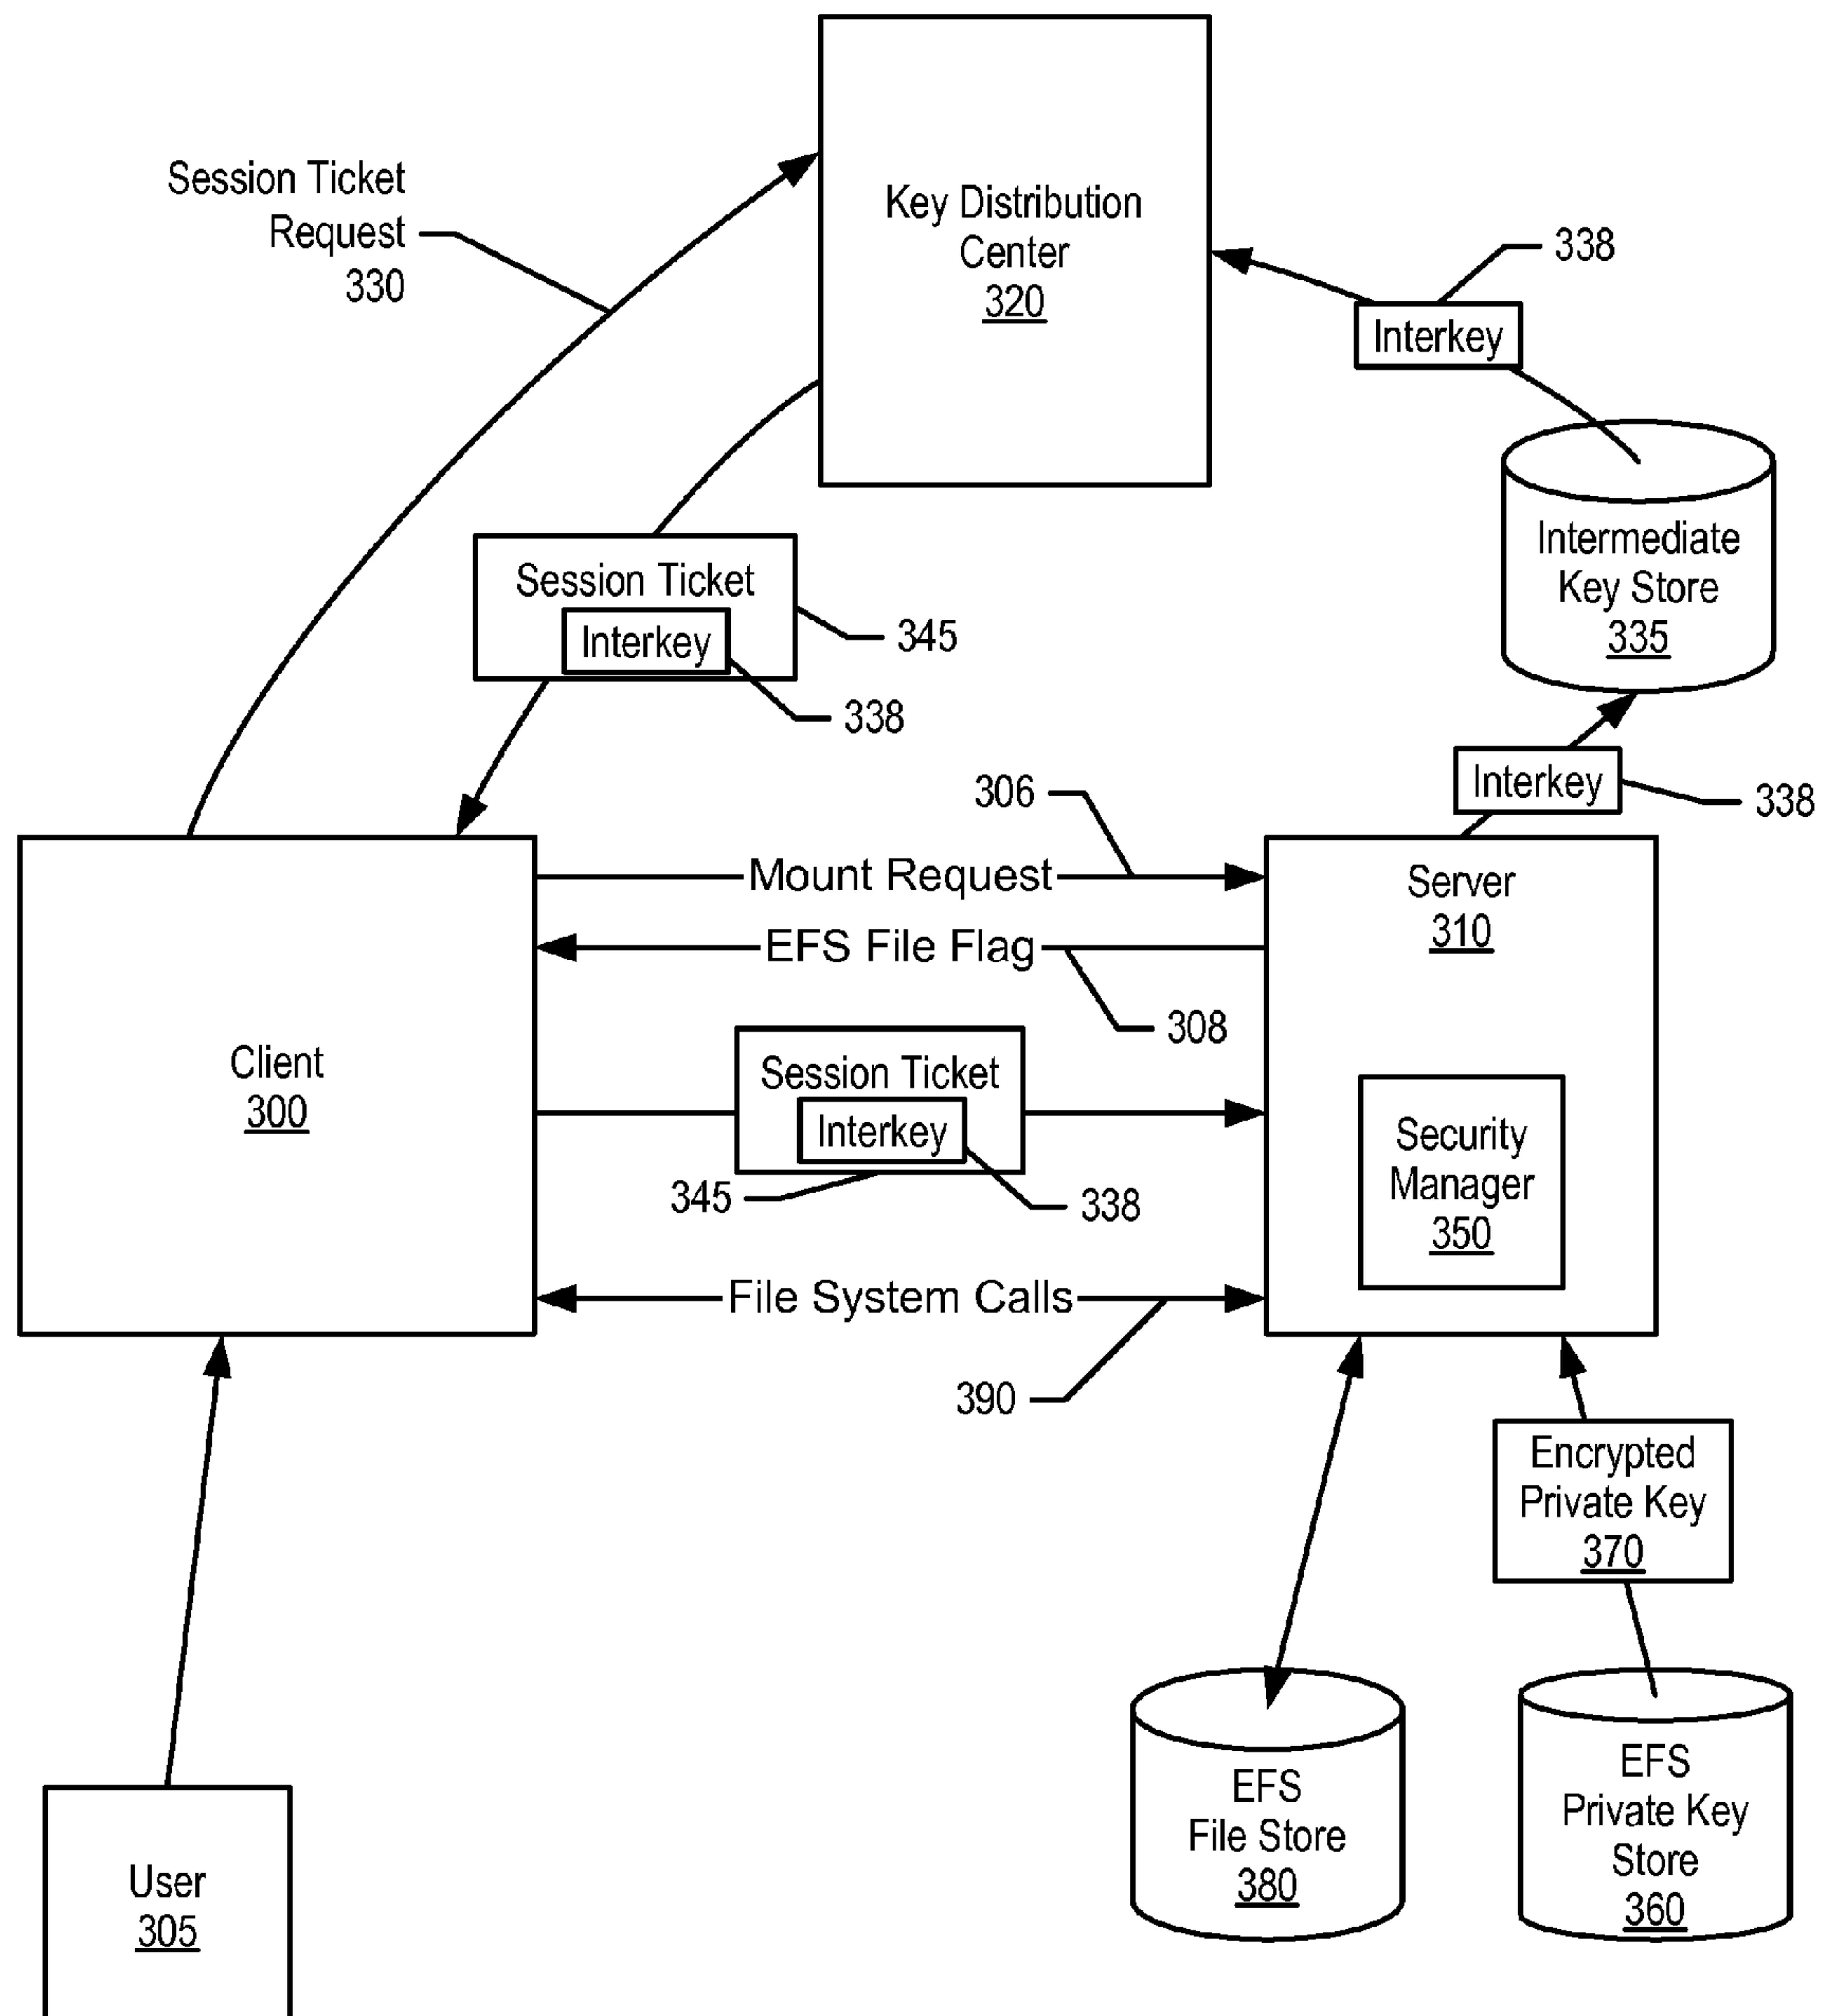 Session Ticket
Request
330
Key Distribution
Center
320
338
Interkey
Intermediate
Key Store
335
Session Ticket
Interkey
345
338
Interkey
338
306
Mount Request
EFS File Flag
308
Client
300
Server
310
Session Ticket
Interkey
345
338
Security
Manager
350
File System Calls
390
Encrypted
Private Key
370
EFS
File Store
380
EFS
Private Key
Store
360
User
305